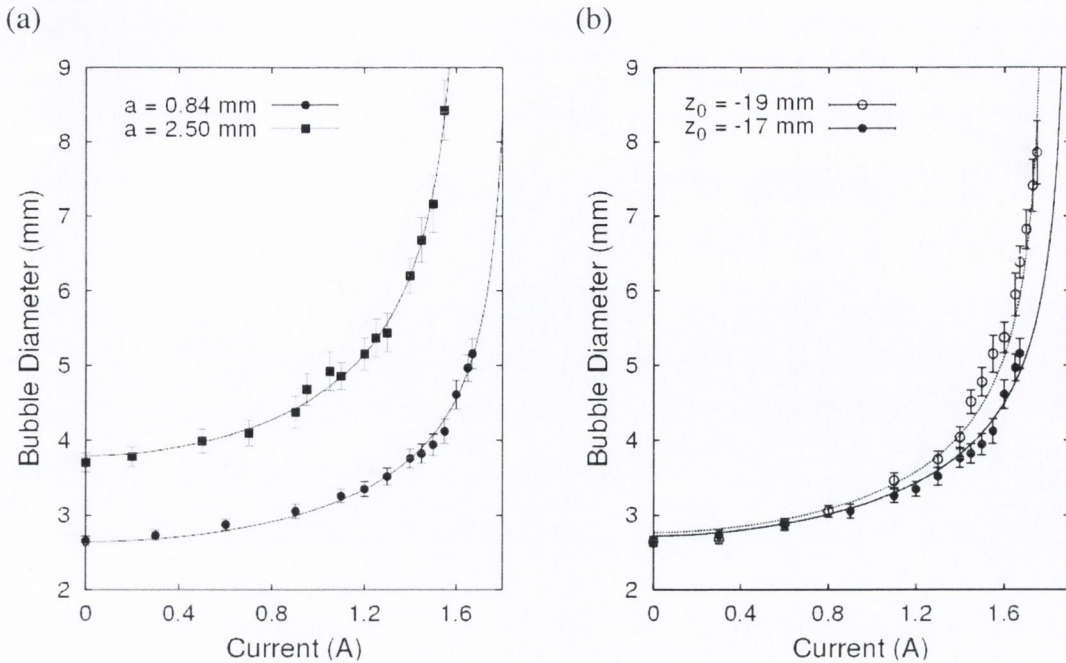 (a)
9
8
7
6
5
4
3
2
Bubble Diameter (mm)
a = 0.84 mm
a = 2.50 mm
0 0.4 0.8 1.2 1.6
Current (A)
(b)
9
8
7
6
5
4
3
2
Bubble Diameter (mm)
z₀ = -19 mm
z₀ = -17 mm
0 0.4 0.8 1.2 1.6
Current (A)